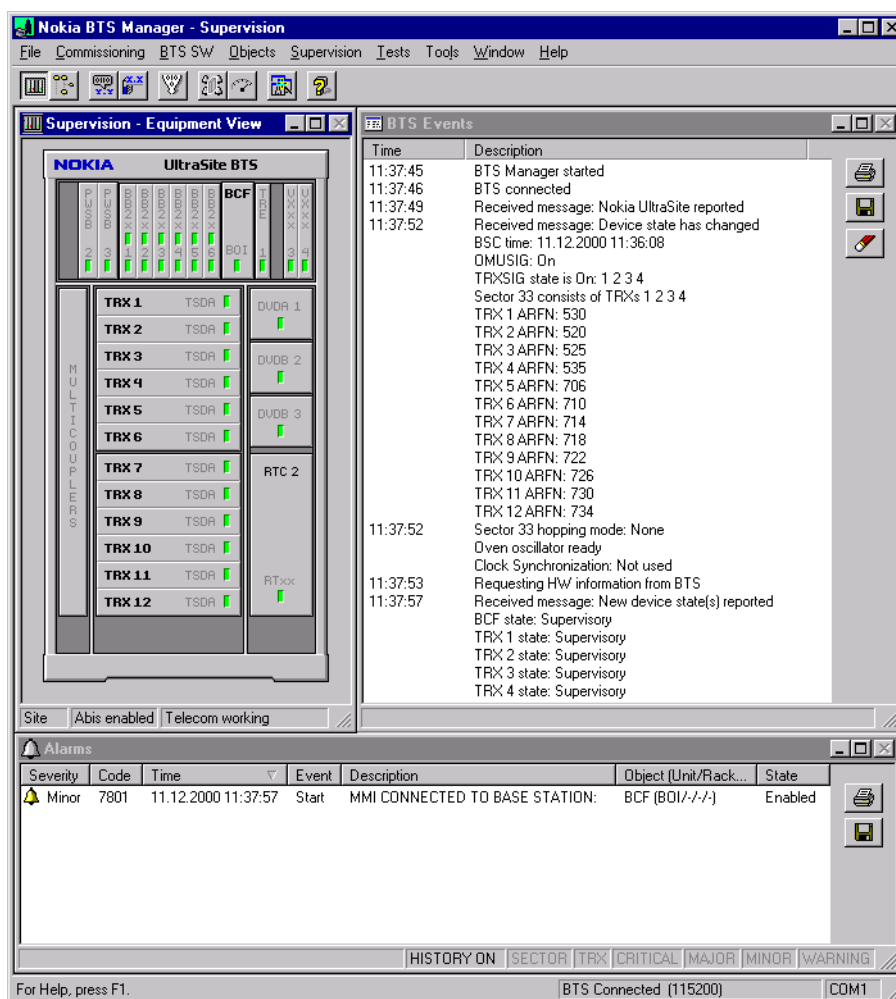 Nokia BTS Manager - Supervision
File Commissioning BTS SW Objects Supervision Tests Tools Window Help
Supervision - Equipment View
NOKIA UltraSite BTS
PWSB PWSB BB2x BB2x BB2x BB2x BB2x BB2x BCF TRE VXxx VXxx
2 3 1 2 3 4 5 6 BOI 1 3 4
MULTICOUPLERS
TRX 1 TSDA
TRX 2 TSDA
TRX 3 TSDA
TRX 4 TSDA
TRX 5 TSDA
TRX 6 TSDA
TRX 7 TSDA
TRX 8 TSDA
TRX 9 TSDA
TRX 10 TSDA
TRX 11 TSDA
TRX 12 TSDA
DVDA 1
DVDB 2
DVDB 3
RTC 2
RTxx
Site Abis enabled Telecom working
BTS Events
Time Description
11:37:45 BTS Manager started
11:37:46 BTS connected
11:37:49 Received message: Nokia UltraSite reported
11:37:52 Received message: Device state has changed
BSC time: 11.12.2000 11:36:08
OMUSIG: On
TRXSIG state is On: 1 2 3 4
Sector 33 consists of TRXs 1 2 3 4
TRX 1 ARFN: 530
TRX 2 ARFN: 520
TRX 3 ARFN: 525
TRX 4 ARFN: 535
TRX 5 ARFN: 706
TRX 6 ARFN: 710
TRX 7 ARFN: 714
TRX 8 ARFN: 718
TRX 9 ARFN: 722
TRX 10 ARFN: 726
TRX 11 ARFN: 730
TRX 12 ARFN: 734
11:37:52 Sector 33 hopping mode: None
Oven oscillator ready
Clock Synchronization: Not used
11:37:53 Requesting HW information from BTS
11:37:57 Received message: New device state(s) reported
BCF state: Supervisory
TRX 1 state: Supervisory
TRX 2 state: Supervisory
TRX 3 state: Supervisory
TRX 4 state: Supervisory
Alarms
Severity Code Time Event Description Object (Unit/Rack... State
Minor 7801 11.12.2000 11:37:57 Start MMI CONNECTED TO BASE STATION: BCF (BOI/-/-/-) Enabled
HISTORY ON SECTOR TRX CRITICAL MAJOR MINOR WARNING
For Help, press F1. BTS Connected (115200) COM1